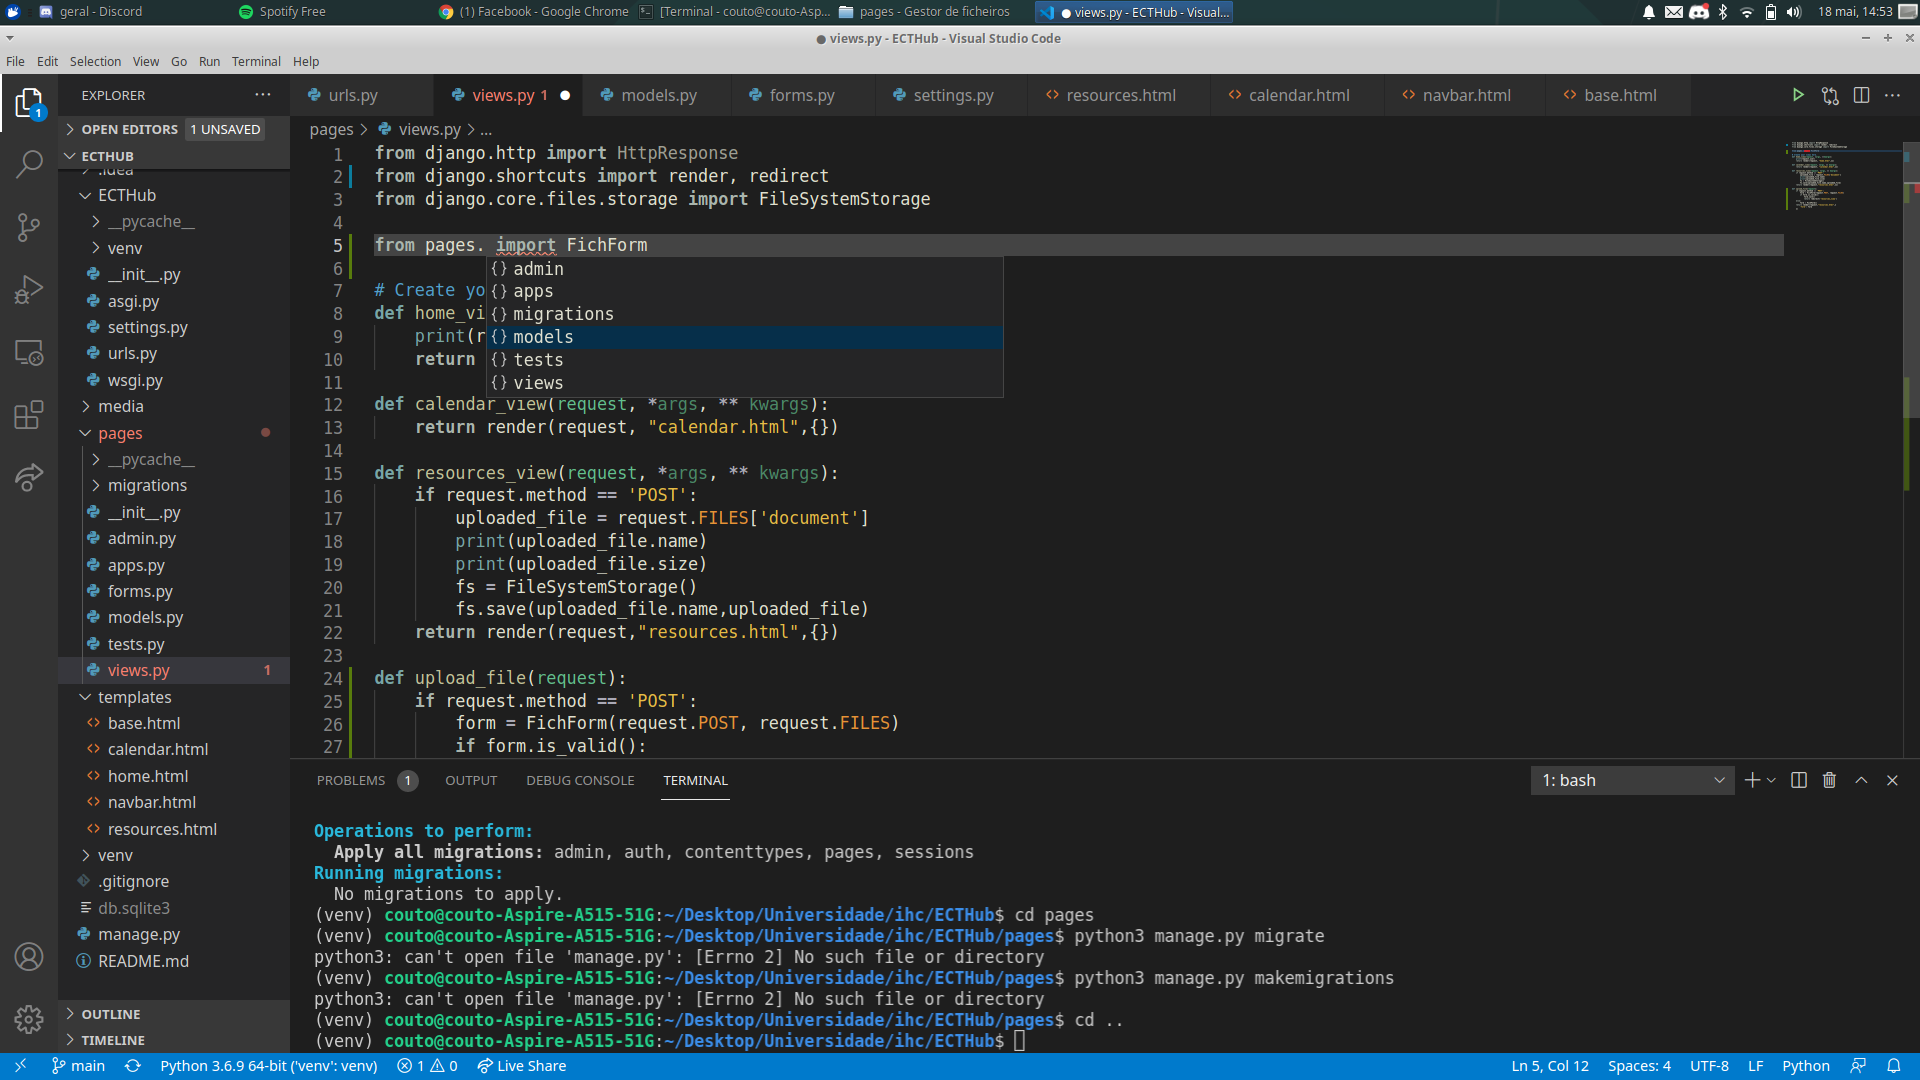 geral - Discord
Spotify Free
(1) Facebook - Google Chrome
[Terminal - couto@couto-Asp...
pages - Gestor de ficheiros
● views.py - ECTHub - Visual...
18 mai, 14:53
● views.py - ECTHub - Visual Studio Code
File Edit Selection View Go Run Terminal Help
EXPLORER
urls.py
views.py 1
models.py
forms.py
settings.py
resources.html
calendar.html
navbar.html
base.html
1
OPEN EDITORS 1 UNSAVED
ECTHUB
.idea
ECTHub
__pycache__
venv
__init__.py
asgi.py
settings.py
urls.py
wsgi.py
media
pages
__pycache__
migrations
__init__.py
admin.py
apps.py
forms.py
models.py
tests.py
views.py 1
templates
base.html
calendar.html
home.html
navbar.html
resources.html
venv
.gitignore
db.sqlite3
manage.py
README.md
OUTLINE
TIMELINE
pages > views.py > ...
1 from django.http import HttpResponse
2 from django.shortcuts import render, redirect
3 from django.core.files.storage import FileSystemStorage
4
5 from pages. import FichForm
6
7 # Create yo
8 def home_vi
9 print(r
10 return
11
{} admin
{} apps
{} migrations
{} models
{} tests
{} views
12 def calendar_view(request, *args, ** kwargs):
13 return render(request, "calendar.html",{})
14
15 def resources_view(request, *args, ** kwargs):
16 if request.method == 'POST':
17 uploaded_file = request.FILES['document']
18 print(uploaded_file.name)
19 print(uploaded_file.size)
20 fs = FileSystemStorage()
21 fs.save(uploaded_file.name,uploaded_file)
22 return render(request,"resources.html",{})
23
24 def upload_file(request):
25 if request.method == 'POST':
26 form = FichForm(request.POST, request.FILES)
27 if form.is_valid():
PROBLEMS 1 OUTPUT DEBUG CONSOLE TERMINAL
1: bash
Operations to perform:
Apply all migrations: admin, auth, contenttypes, pages, sessions
Running migrations:
No migrations to apply.
(venv) couto@couto-Aspire-A515-51G:~/Desktop/Universidade/ihc/ECTHub$ cd pages
(venv) couto@couto-Aspire-A515-51G:~/Desktop/Universidade/ihc/ECTHub/pages$ python3 manage.py migrate
python3: can't open file 'manage.py': [Errno 2] No such file or directory
(venv) couto@couto-Aspire-A515-51G:~/Desktop/Universidade/ihc/ECTHub/pages$ python3 manage.py makemigrations
python3: can't open file 'manage.py': [Errno 2] No such file or directory
(venv) couto@couto-Aspire-A515-51G:~/Desktop/Universidade/ihc/ECTHub/pages$ cd ..
(venv) couto@couto-Aspire-A515-51G:~/Desktop/Universidade/ihc/ECTHub$
main
Python 3.6.9 64-bit ('venv': venv)
1
0
Live Share
Ln 5, Col 12
Spaces: 4
UTF-8
LF
Python